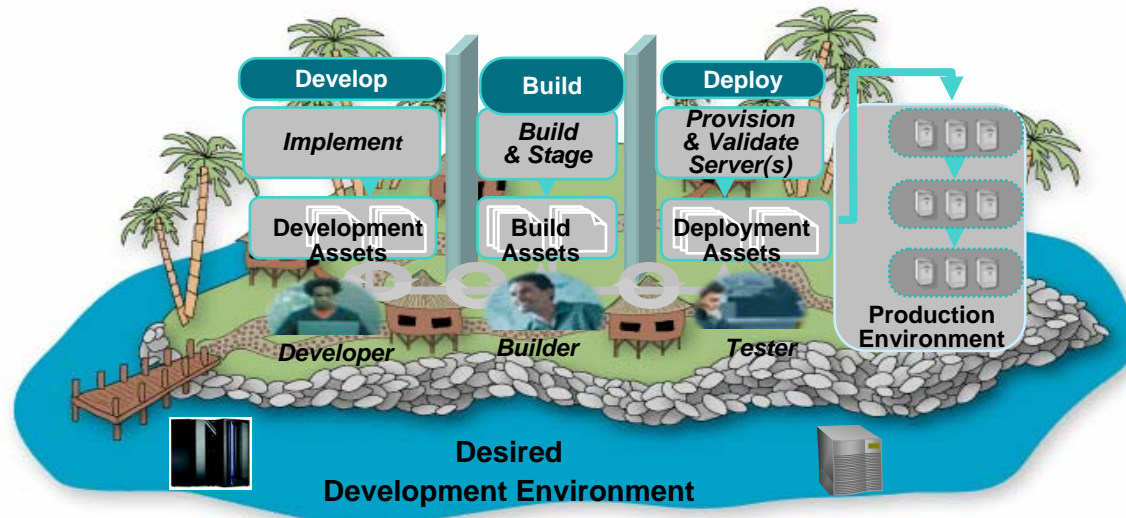 Develop
Build
Deploy
Implement
Build
& Stage
Provision
& Validate
Server(s)
Development
Assets
Build
Assets
Deployment
Assets
Production
Environment
Developer
Builder
Tester
Desired
Development Environment